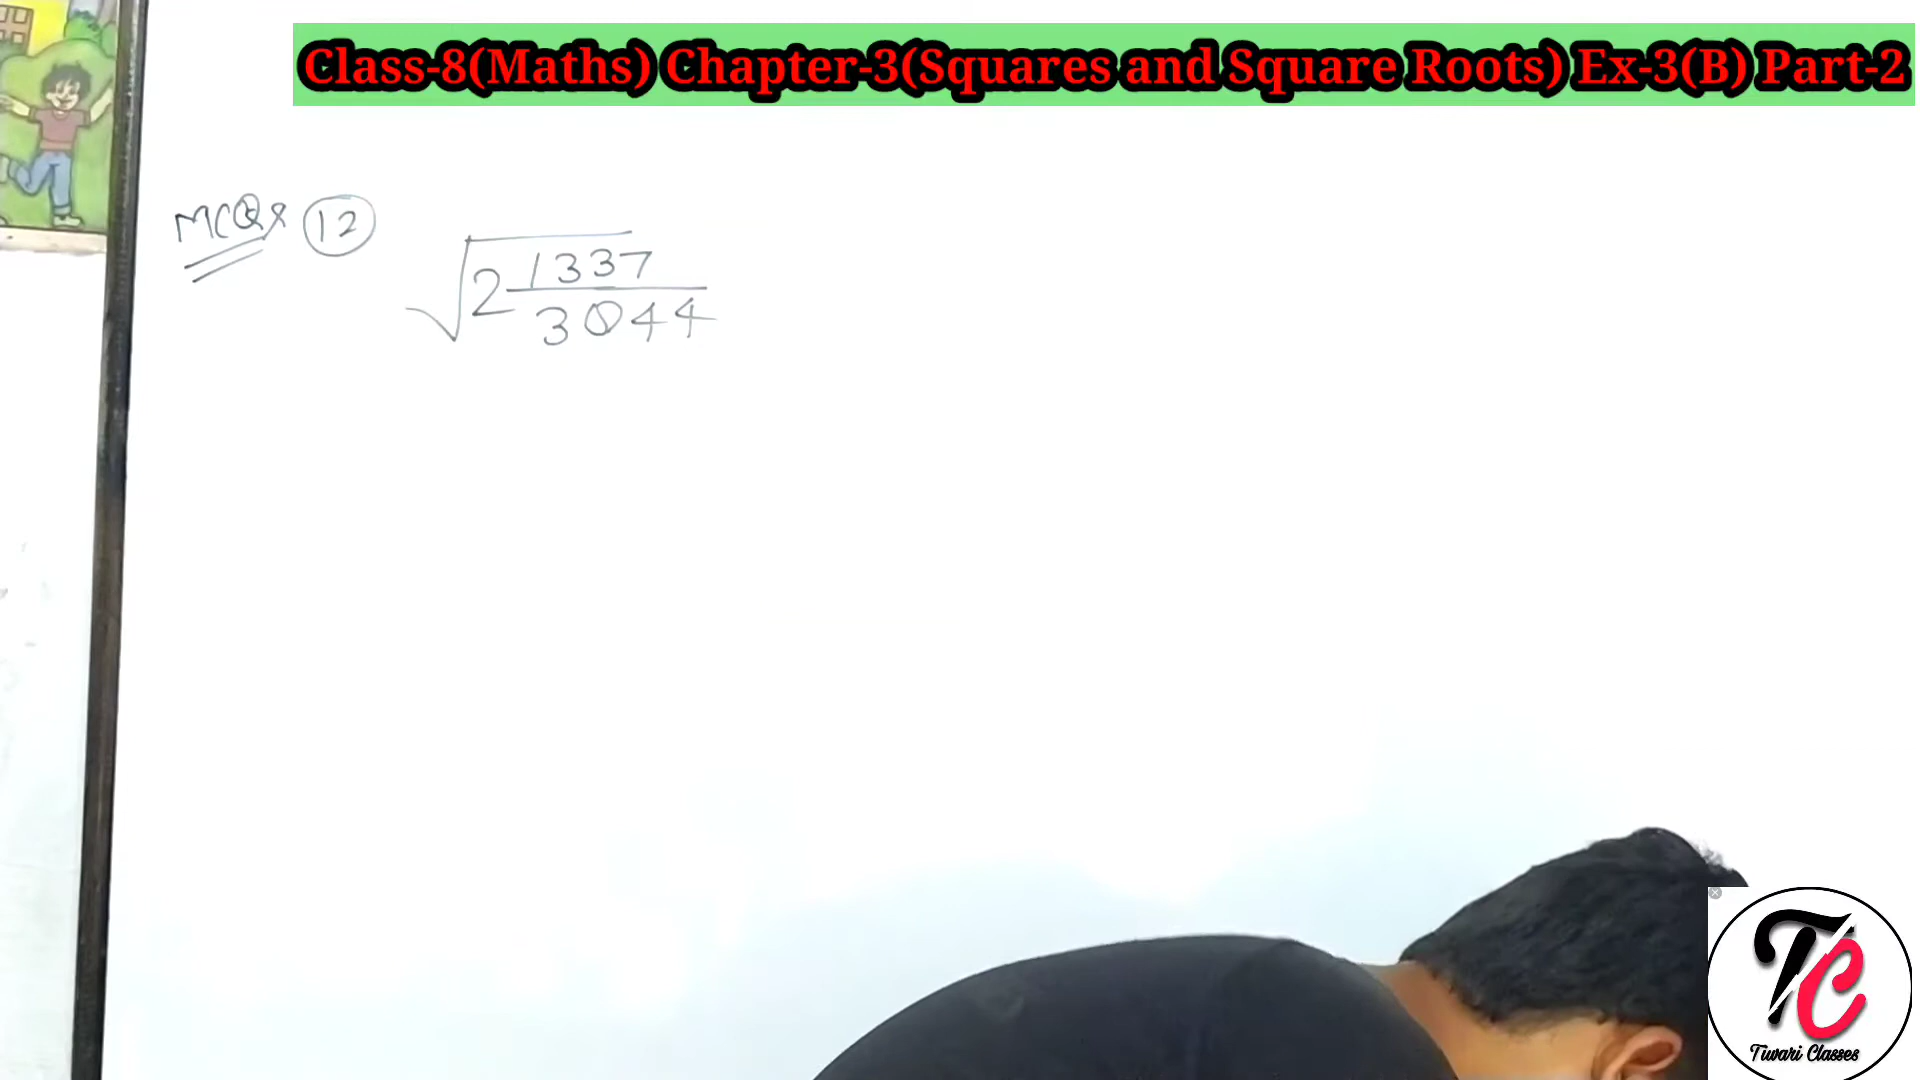 Class-8(Maths) Chapter-3(Squares and Square Roots) Ex-3(B) Part-2
MCQs 12
√2 1337/3044
TC
Tiwari Classes